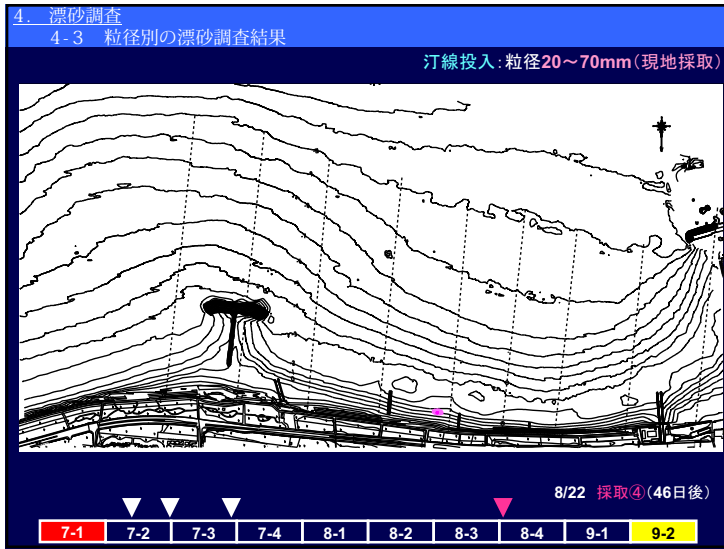 4. 漂砂調査
4-3 粒径別の漂砂調査結果
汀線投入:粒径20～70mm(現地採取)
8/22 採取④(46日後)
7-1 7-2 7-3 7-4 8-1 8-2 8-3 8-4 9-1 9-2